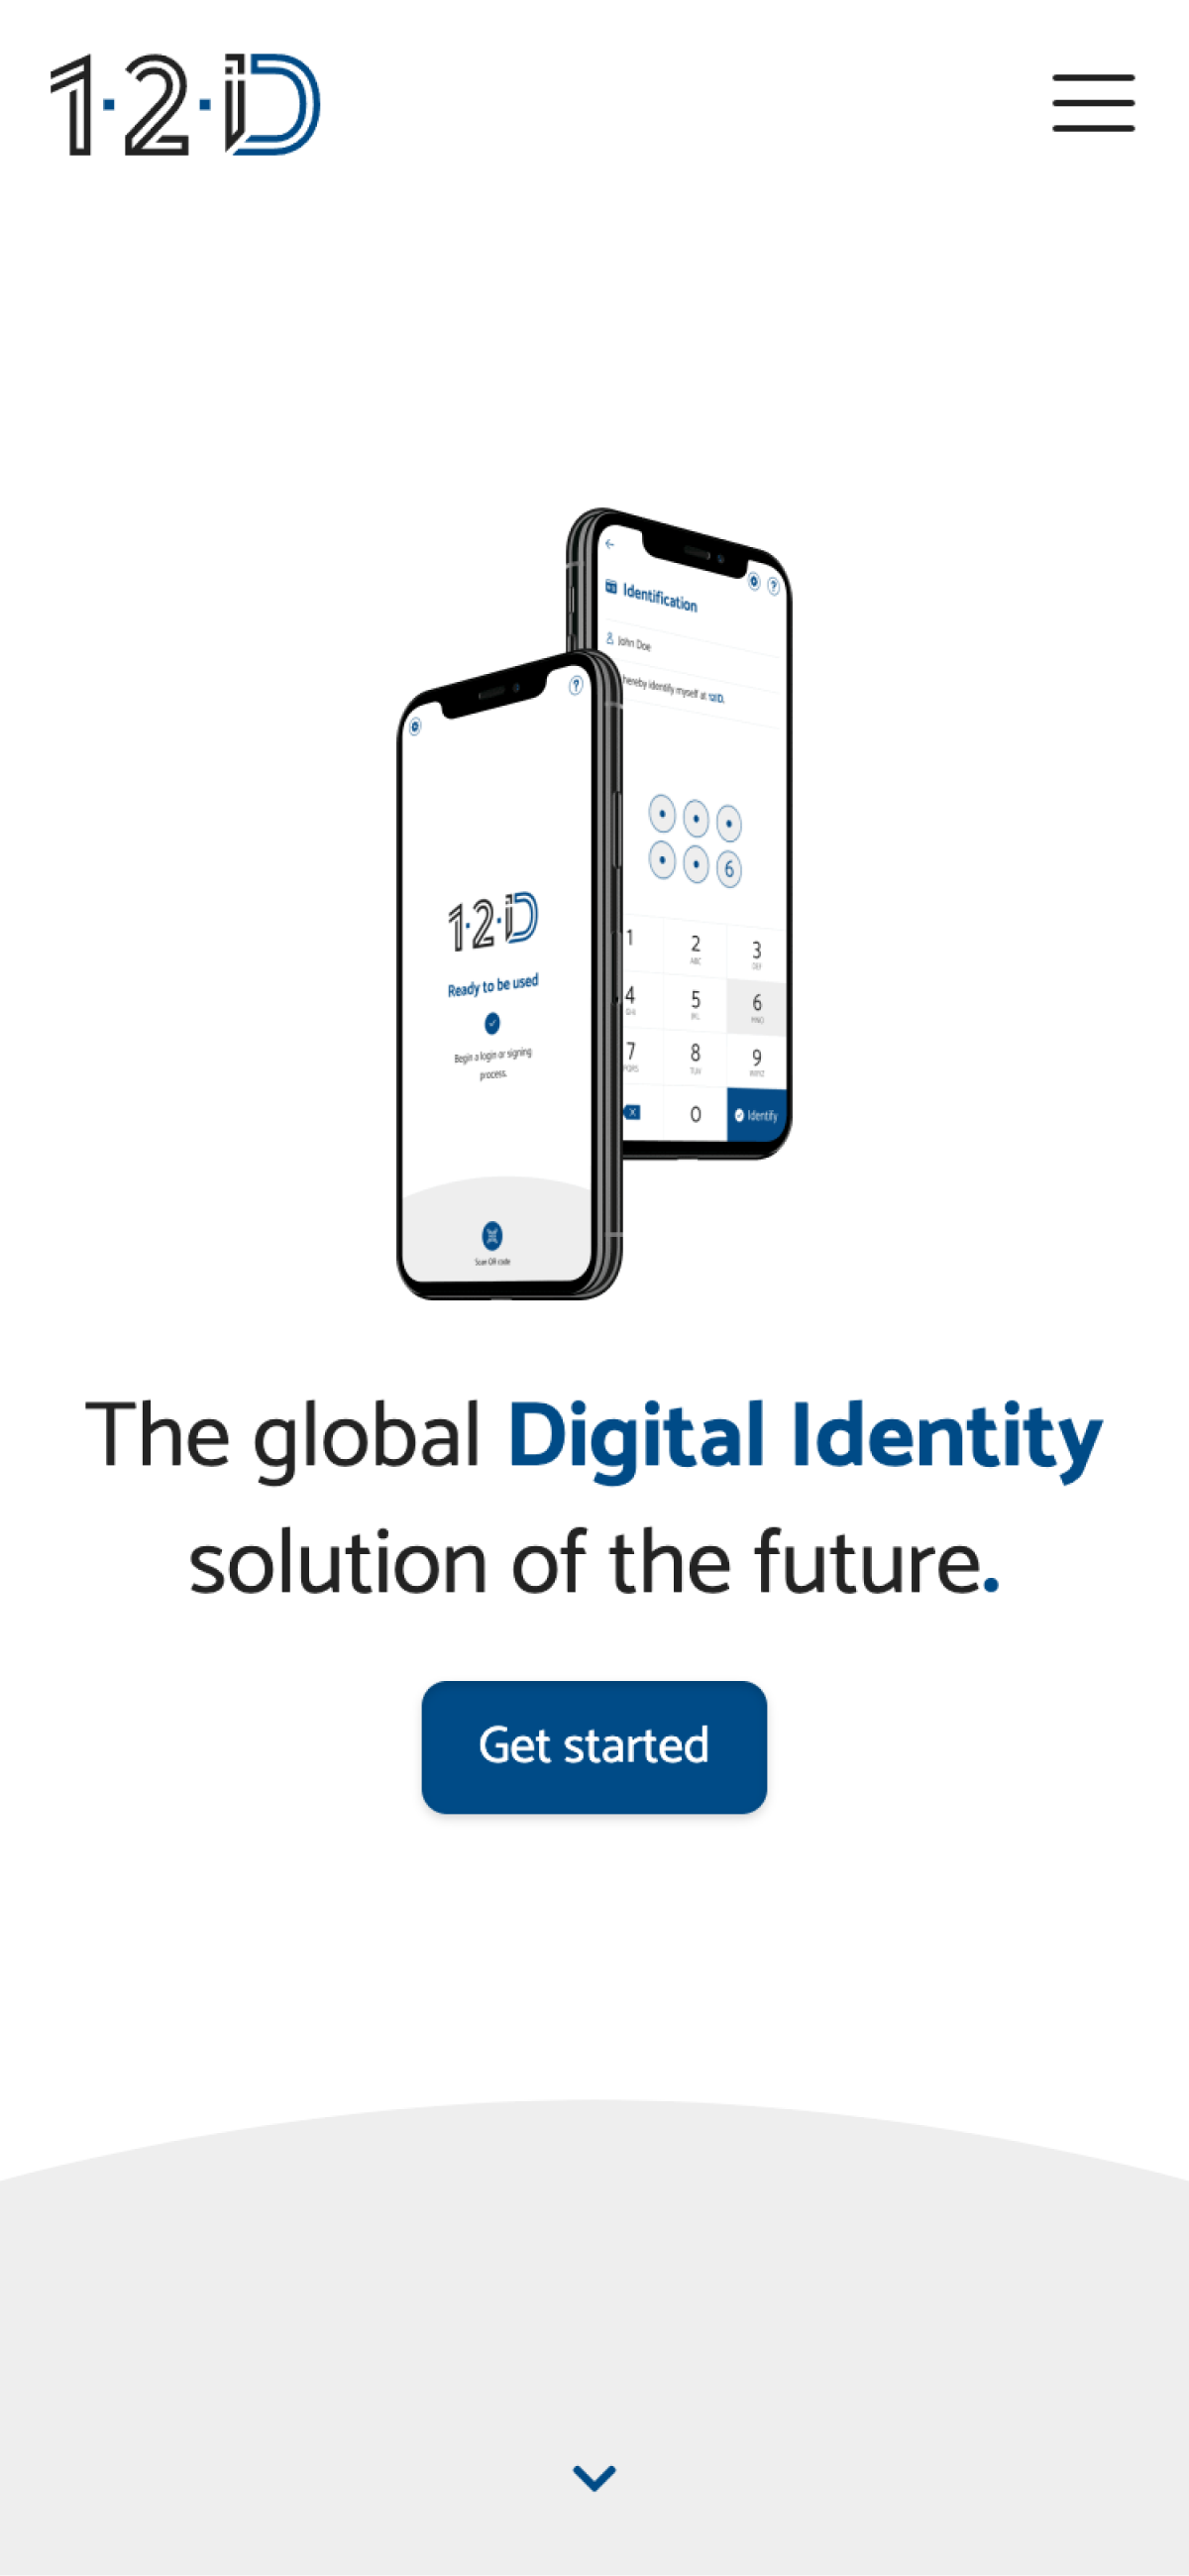 1·2·iD
Identification
John Doe
hereby identify myself at 12ID.
6
1
2
ABC
3
DEF
4
GHI
5
JKL
6
MNO
7
PQRS
8
TUV
9
WXYZ
0
Identify
1·2·iD
Ready to be used
Begin a login or signing
process.
Scan QR code
The global Digital Identity
solution of the future.
Get started